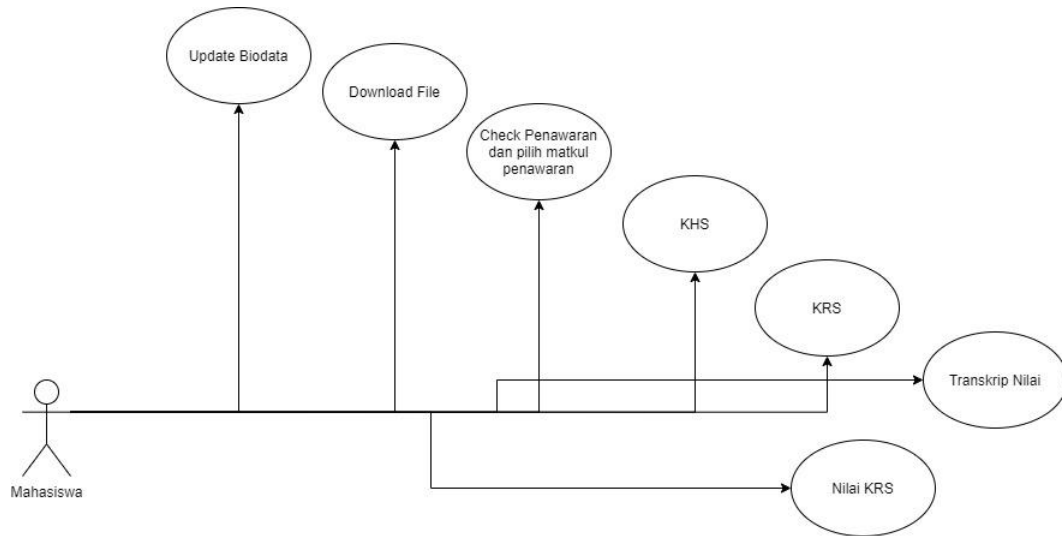 Update Biodata
Download File
Check Penawaran
dan pilih matkul
penawaran
KHS
KRS
Transkrip Nilai
Mahasiswa
Nilai KRS